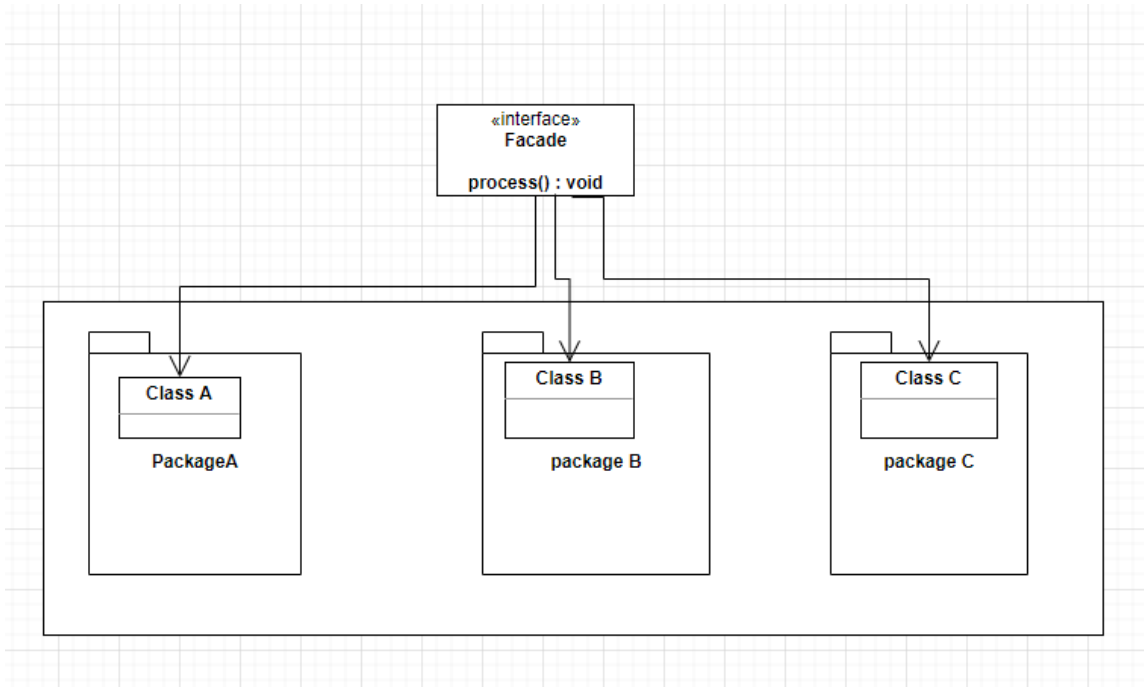 «interface»
Facade
process() : void
Class A
Class B
Class C
PackageA
package B
package C